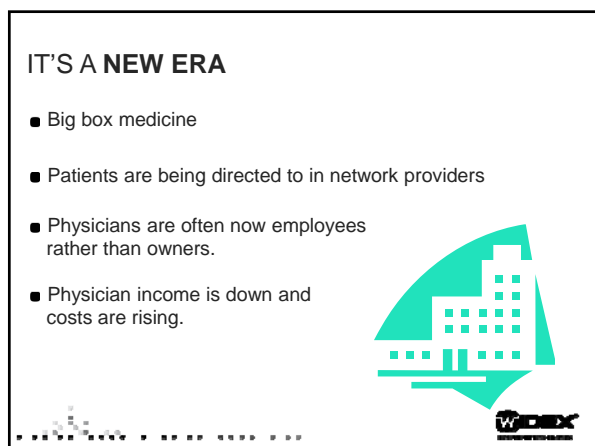 IT’S A NEW ERA
Big box medicine
Patients are being directed to in network providers
Physicians are often now employees
rather than owners.
Physician income is down and
costs are rising.
WIDEX